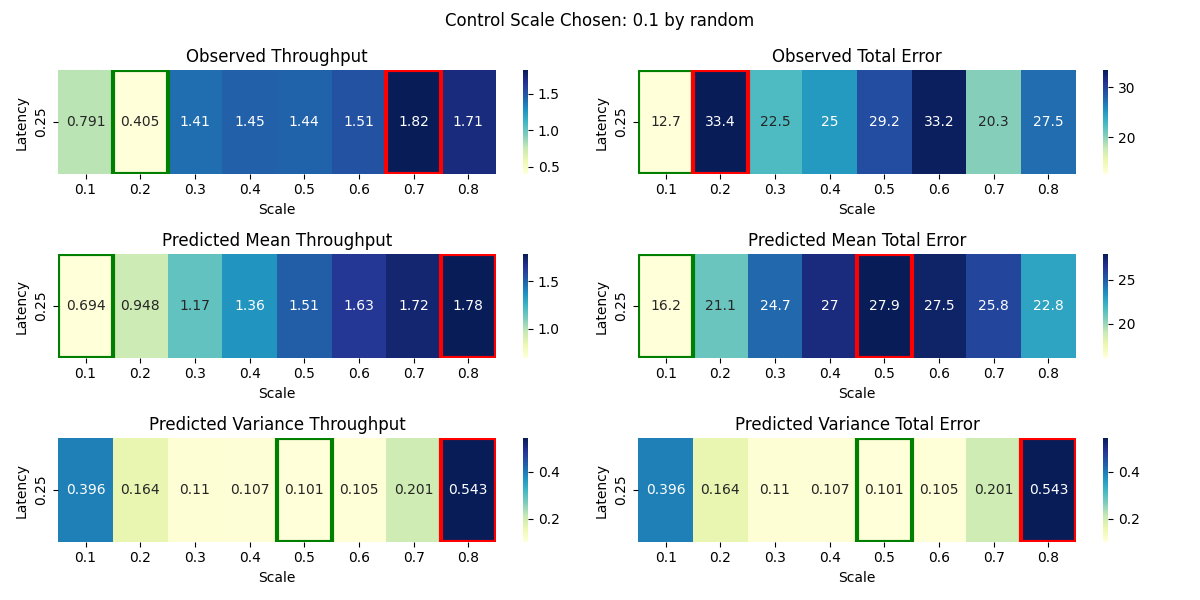 Control Scale Chosen: 0.1 by random
Observed Throughput
Latency
0.25
0.791 0.405 1.41 1.45 1.44 1.51 1.82 1.71
0.1 0.2 0.3 0.4 0.5 0.6 0.7 0.8
Scale
1.5
1.0
0.5
Observed Total Error
Latency
0.25
12.7 33.4 22.5 25 29.2 33.2 20.3 27.5
0.1 0.2 0.3 0.4 0.5 0.6 0.7 0.8
Scale
30
20
Predicted Mean Throughput
Latency
0.25
0.694 0.948 1.17 1.36 1.51 1.63 1.72 1.78
0.1 0.2 0.3 0.4 0.5 0.6 0.7 0.8
Scale
1.5
1.0
Predicted Mean Total Error
Latency
0.25
16.2 21.1 24.7 27 27.9 27.5 25.8 22.8
0.1 0.2 0.3 0.4 0.5 0.6 0.7 0.8
Scale
25
20
Predicted Variance Throughput
Latency
0.25
0.396 0.164 0.11 0.107 0.101 0.105 0.201 0.543
0.1 0.2 0.3 0.4 0.5 0.6 0.7 0.8
Scale
0.4
0.2
Predicted Variance Total Error
Latency
0.25
0.396 0.164 0.11 0.107 0.101 0.105 0.201 0.543
0.1 0.2 0.3 0.4 0.5 0.6 0.7 0.8
Scale
0.4
0.2